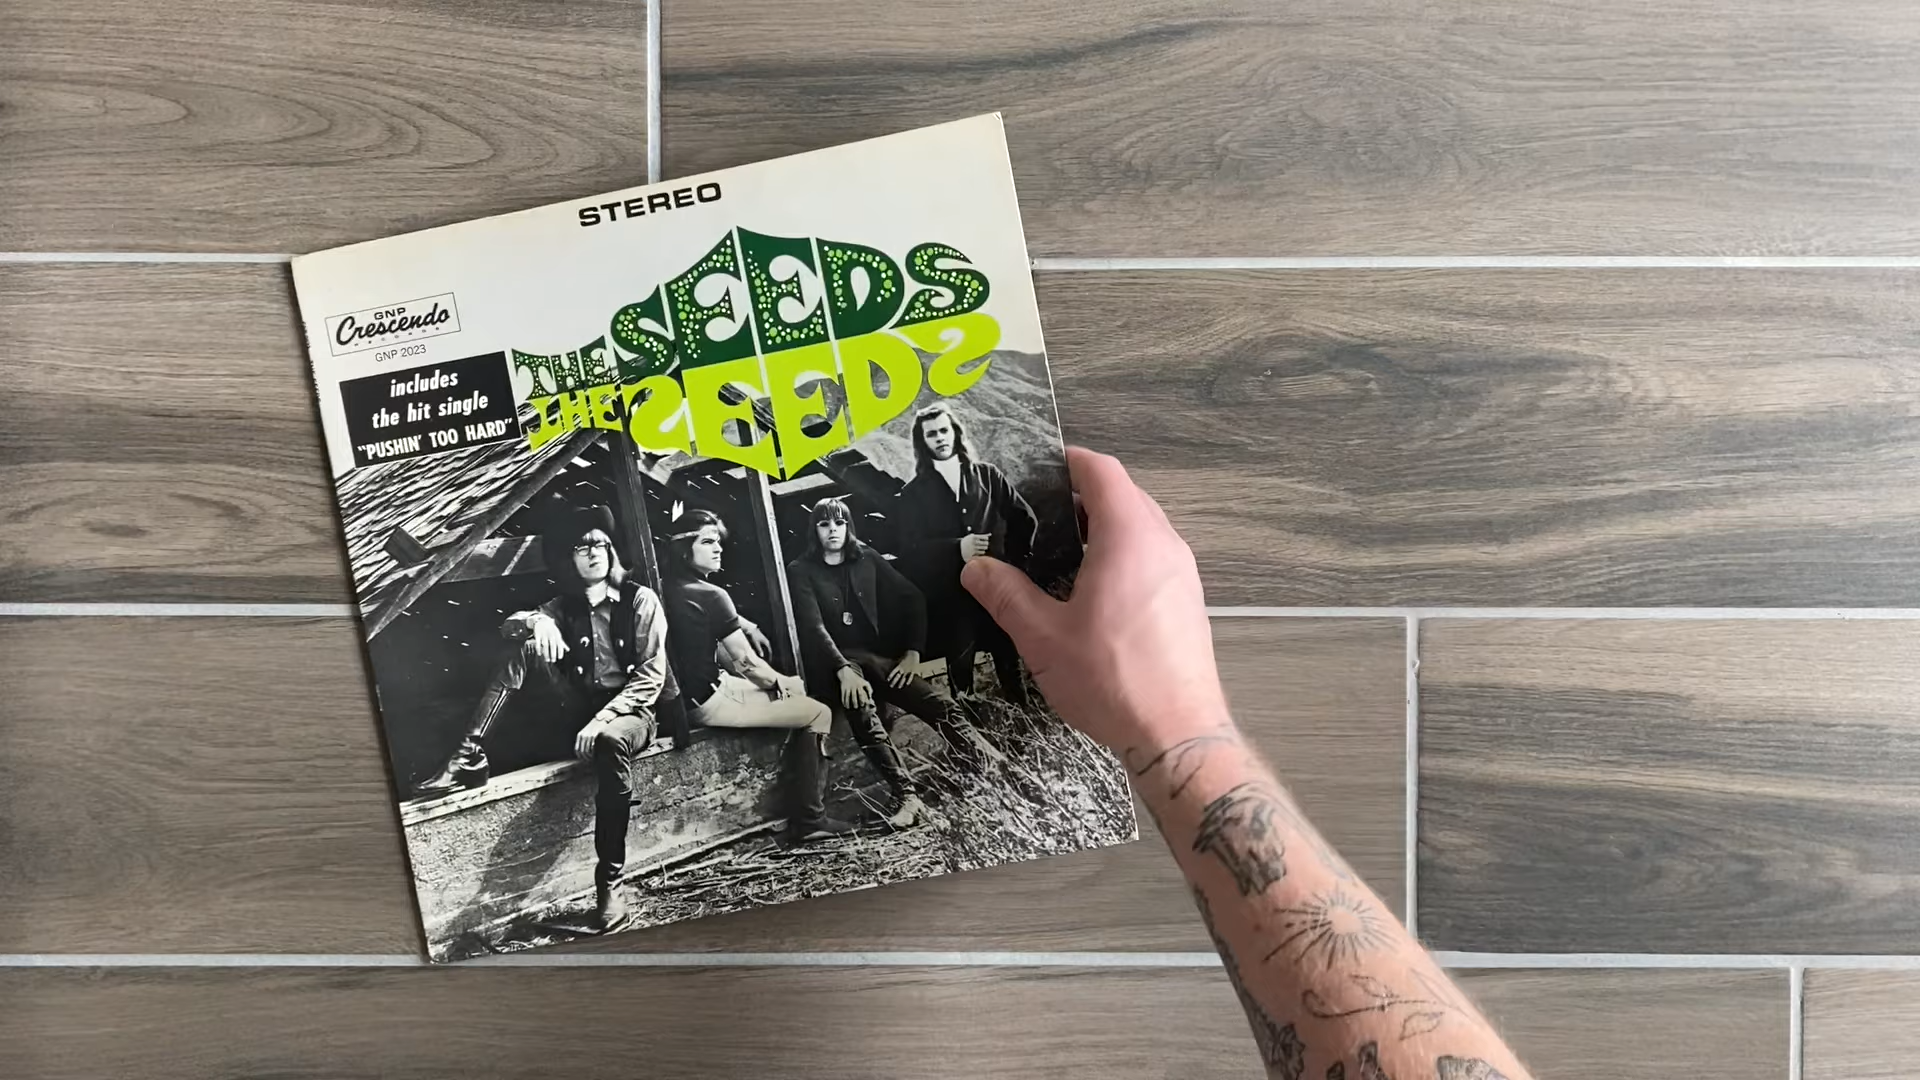 STEREO
GNP
Crescendo
RECORDS
GNP 2023
THE SEEDS
THE SEEDS
includes
the hit single
"PUSHIN' TOO HARD"